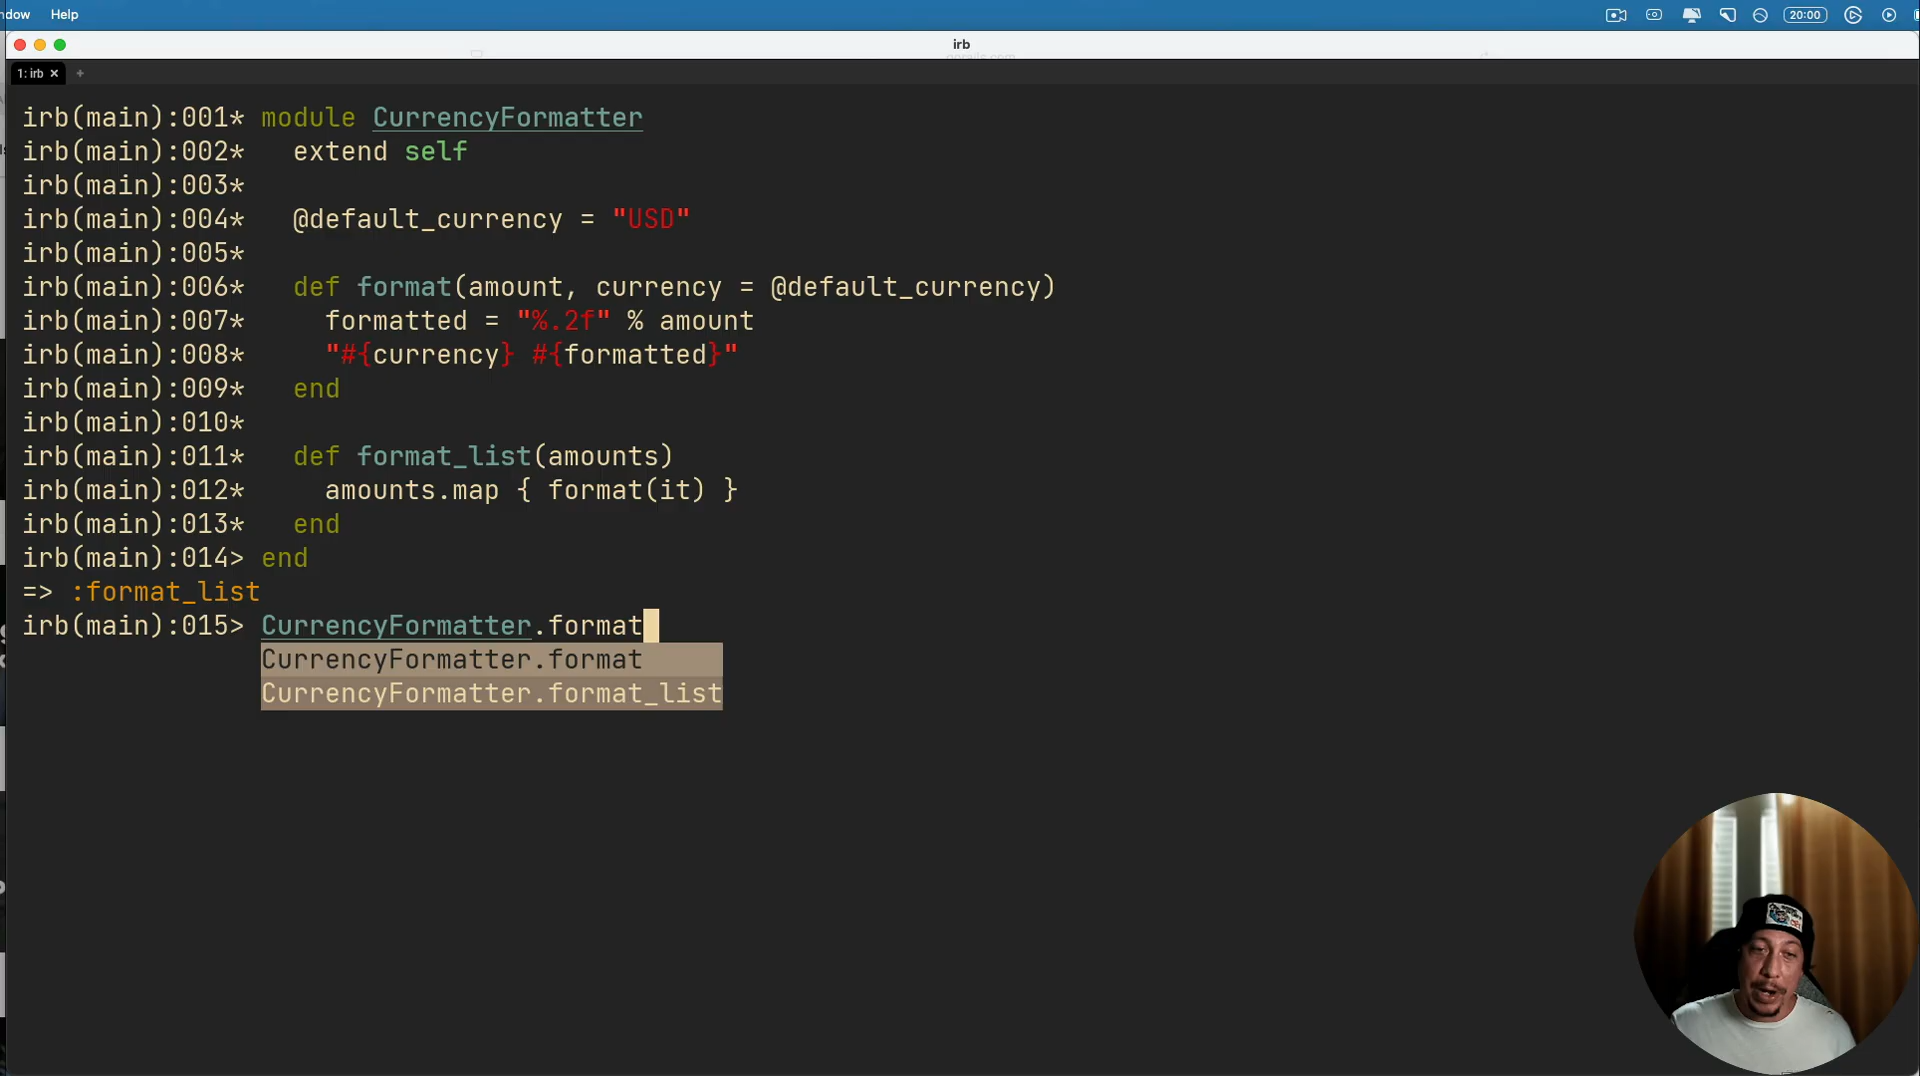 ndow Help
20:00
irb
1: irb × +
irb(main):001* module CurrencyFormatter
irb(main):002*   extend self
irb(main):003*
irb(main):004*   @default_currency = "USD"
irb(main):005*
irb(main):006*   def format(amount, currency = @default_currency)
irb(main):007*     formatted = "%.2f" % amount
irb(main):008*     "#{currency} #{formatted}"
irb(main):009*   end
irb(main):010*
irb(main):011*   def format_list(amounts)
irb(main):012*     amounts.map { format(it) }
irb(main):013*   end
irb(main):014> end
=> :format_list
irb(main):015> CurrencyFormatter.format
CurrencyFormatter.format
CurrencyFormatter.format_list